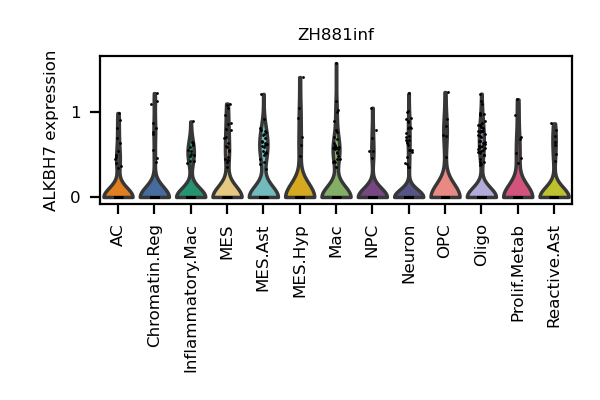 ZH881inf
ALKBH7 expression
1
0
AC
Chromatin.Reg
Inflammatory.Mac
MES
MES.Ast
MES.Hyp
Mac
NPC
Neuron
OPC
Oligo
Prolif.Metab
Reactive.Ast